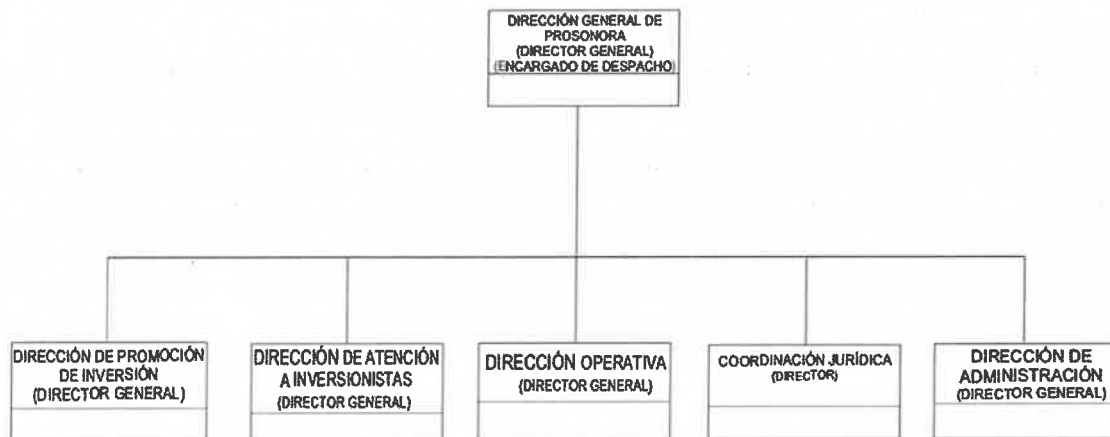 DIRECCIÓN GENERAL DE
PROSONORA
(DIRECTOR GENERAL)
(ENCARGADO DE DESPACHO)
DIRECCIÓN DE PROMOCIÓN
DE INVERSIÓN
(DIRECTOR GENERAL)
DIRECCIÓN DE ATENCIÓN
A INVERSIONISTAS
(DIRECTOR GENERAL)
DIRECCIÓN OPERATIVA
(DIRECTOR GENERAL)
COORDINACIÓN JURÍDICA
(DIRECTOR)
DIRECCIÓN DE
ADMINISTRACIÓN
(DIRECTOR GENERAL)